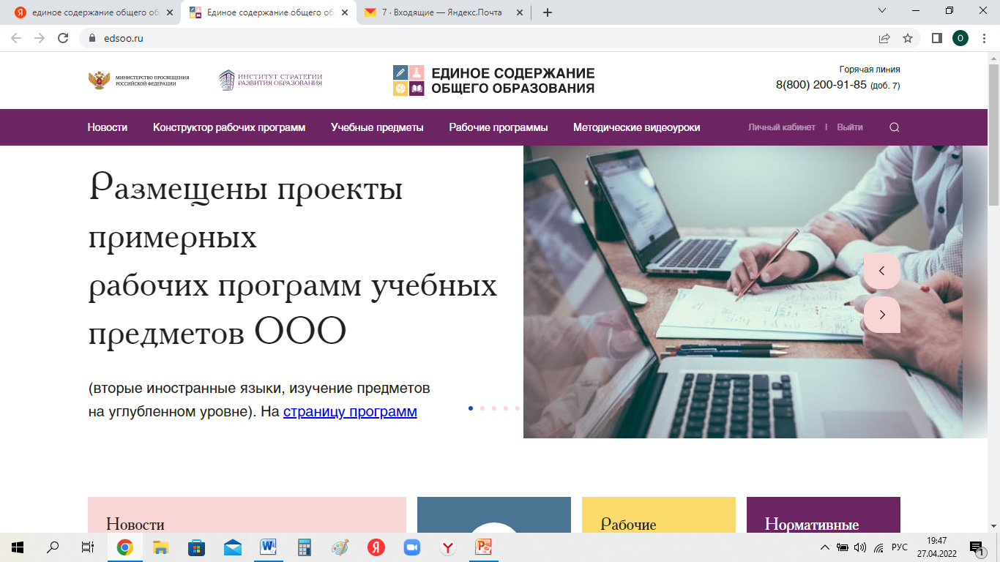 единое содержание общего об
Единое содержание общего об
7 · Входящие — Яндекс.Почта
edsoo.ru
О
МИНИСТЕРСТВО ПРОСВЕЩЕНИЯ
РОССИЙСКОЙ ФЕДЕРАЦИИ
ИНСТИТУТ СТРАТЕГИИ
РАЗВИТИЯ ОБРАЗОВАНИЯ
ЕДИНОЕ СОДЕРЖАНИЕ
ОБЩЕГО ОБРАЗОВАНИЯ
Горячая линия
8(800) 200-91-85 (доб. 7)
Новости Конструктор рабочих программ Учебные предметы Рабочие программы Методические видеоуроки Личный кабинет | Выйти
Размещены проекты
примерных
рабочих программ учебных
предметов ООО
(вторые иностранные языки, изучение предметов
на углубленном уровне). На страницу программ
Новости
Рабочие
Нормативные
РУС
19:47
27.04.2022
1